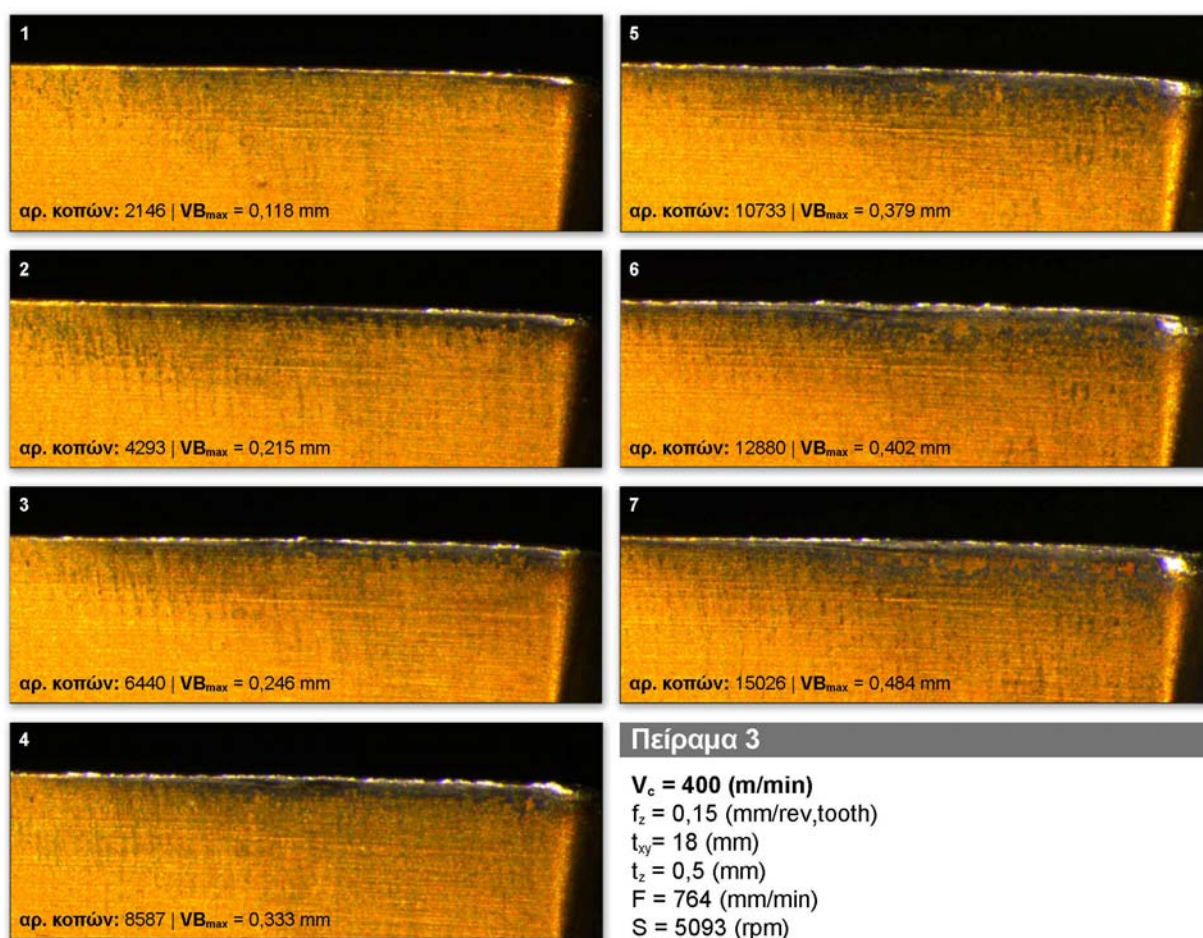 1
αρ. κοπών: 2146 | VBmax = 0,118 mm
2
αρ. κοπών: 4293 | VBmax = 0,215 mm
3
αρ. κοπών: 6440 | VBmax = 0,246 mm
4
αρ. κοπών: 8587 | VBmax = 0,333 mm
5
αρ. κοπών: 10733 | VBmax = 0,379 mm
6
αρ. κοπών: 12880 | VBmax = 0,402 mm
7
αρ. κοπών: 15026 | VBmax = 0,484 mm
Πείραμα 3
Vc = 400 (m/min)
fz = 0,15 (mm/rev,tooth)
txy= 18 (mm)
tz = 0,5 (mm)
F = 764 (mm/min)
S = 5093 (rpm)